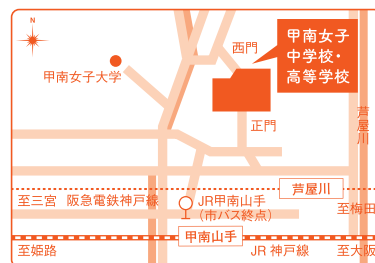 N
甲南女子
中学校・
高等学校
西門
甲南女子大学
正門
芦屋川
芦屋川
至三宮 阪急電鉄神戸線
JR甲南山手
(市バス終点)
至梅田
甲南山手
至姫路
JR 神戸線
至大阪